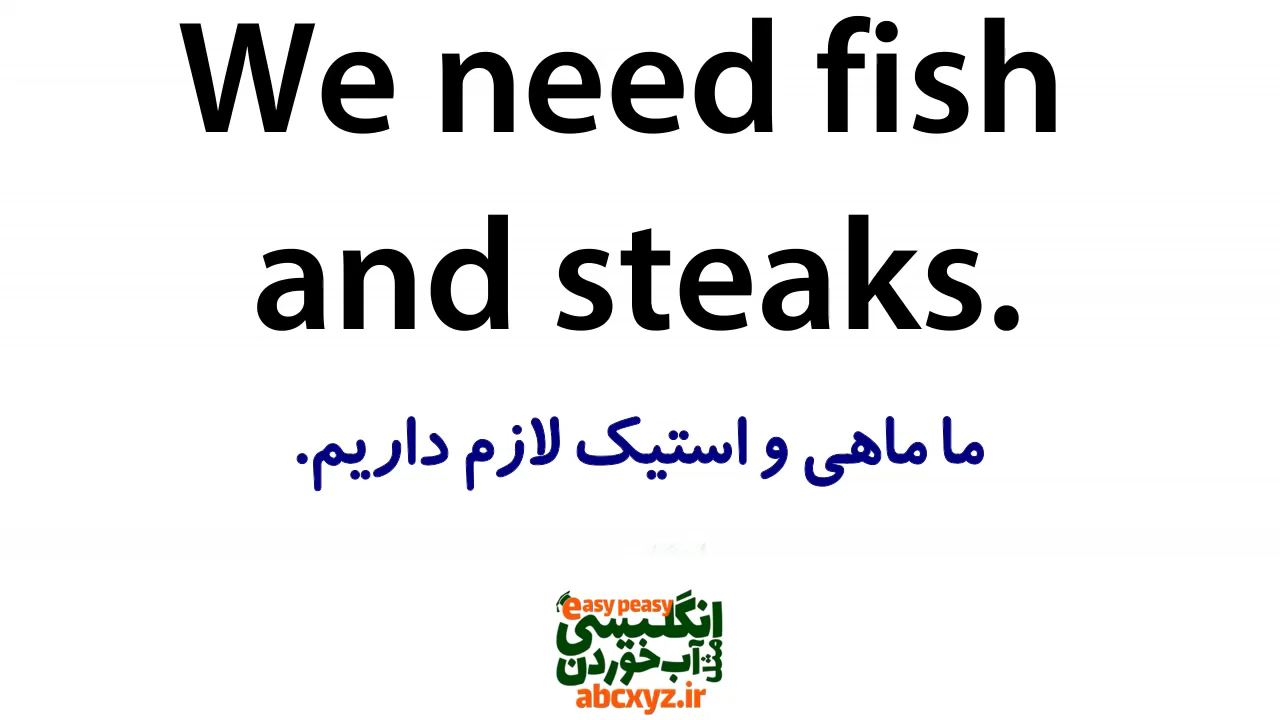 We need fish
and steaks.
ما ماهی و استیک لازم داریم.
easy peasy
انگلیسی
مثل آب خوردن
abcxyz.ir